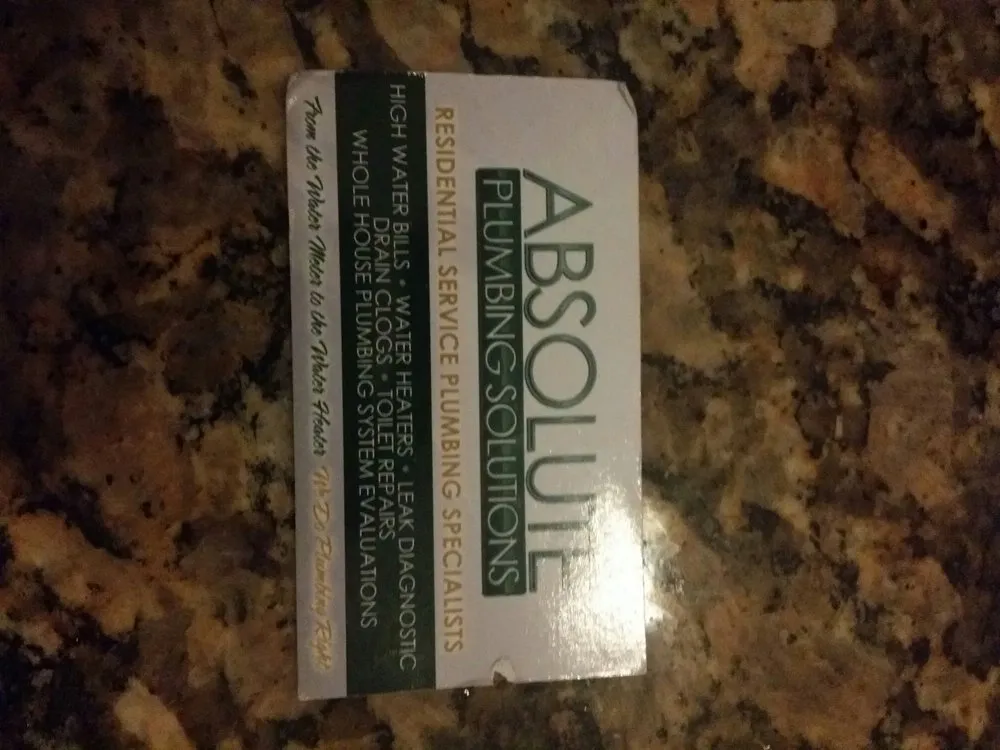 ABSOLUTE
PLUMBING SOLUTIONS
RESIDENTIAL SERVICE PLUMBING SPECIALISTS
HIGH WATER BILLS • WATER HEATERS • LEAK DIAGNOSTIC
DRAIN CLOGS • TOILET REPAIRS
WHOLE HOUSE PLUMBING SYSTEM EVALUATIONS
From the Water Meter to the Water Heater We Do Plumbing Right